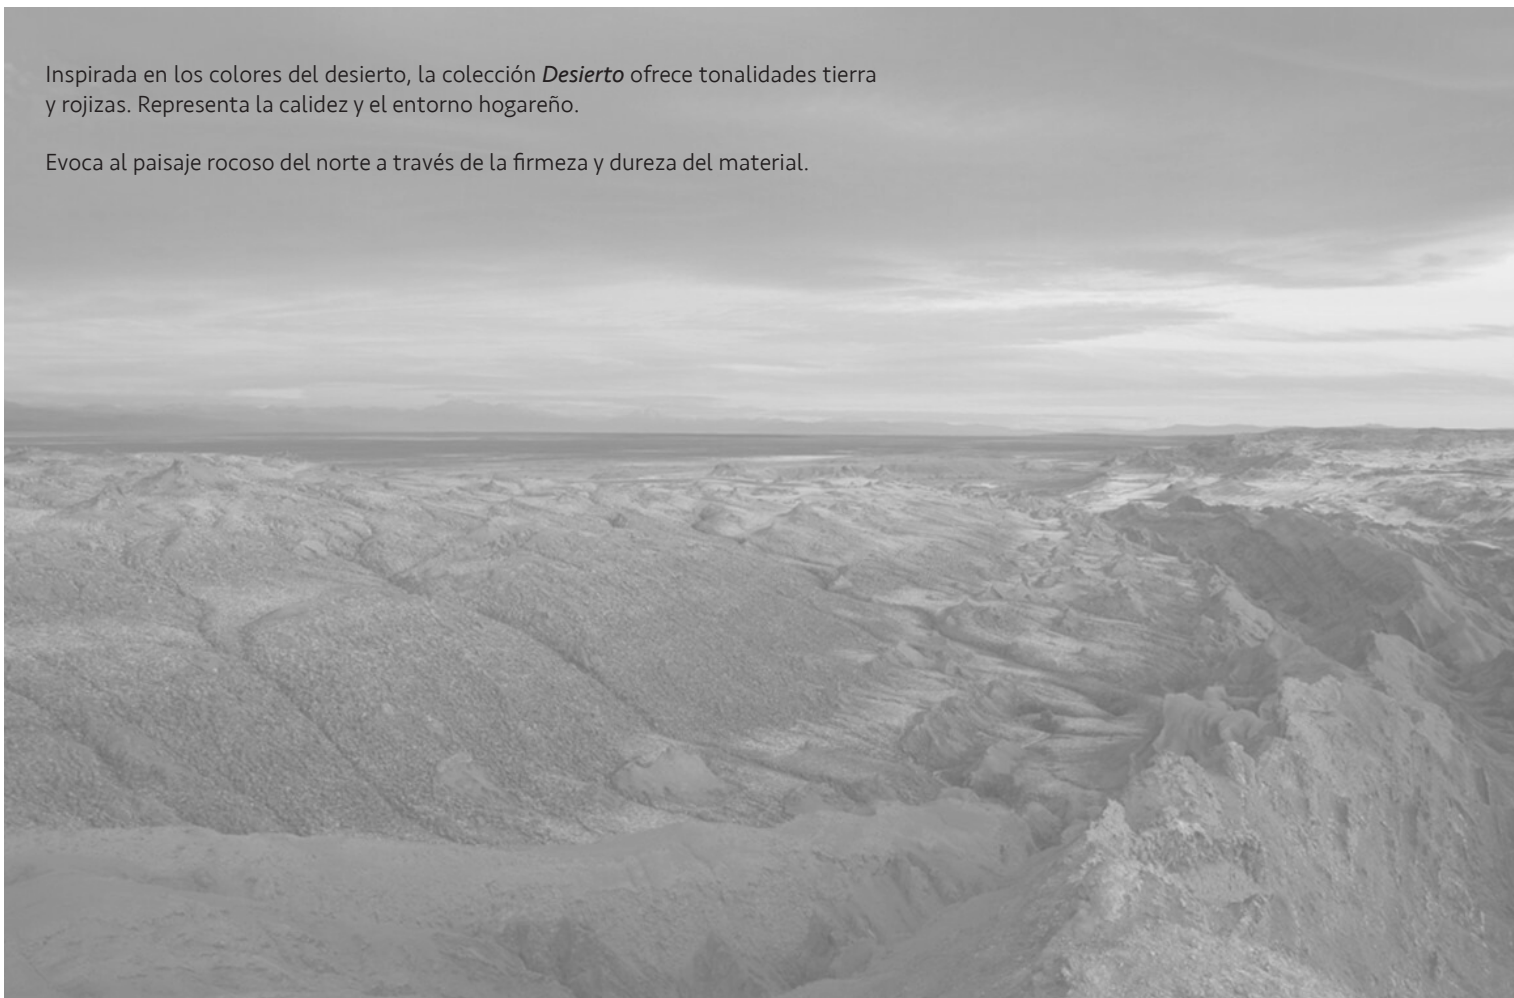 Inspirada en los colores del desierto, la colección Desierto ofrece tonalidades tierra
y rojizas. Representa la calidez y el entorno hogareño.
Evoca al paisaje rocoso del norte a través de la firmeza y dureza del material.